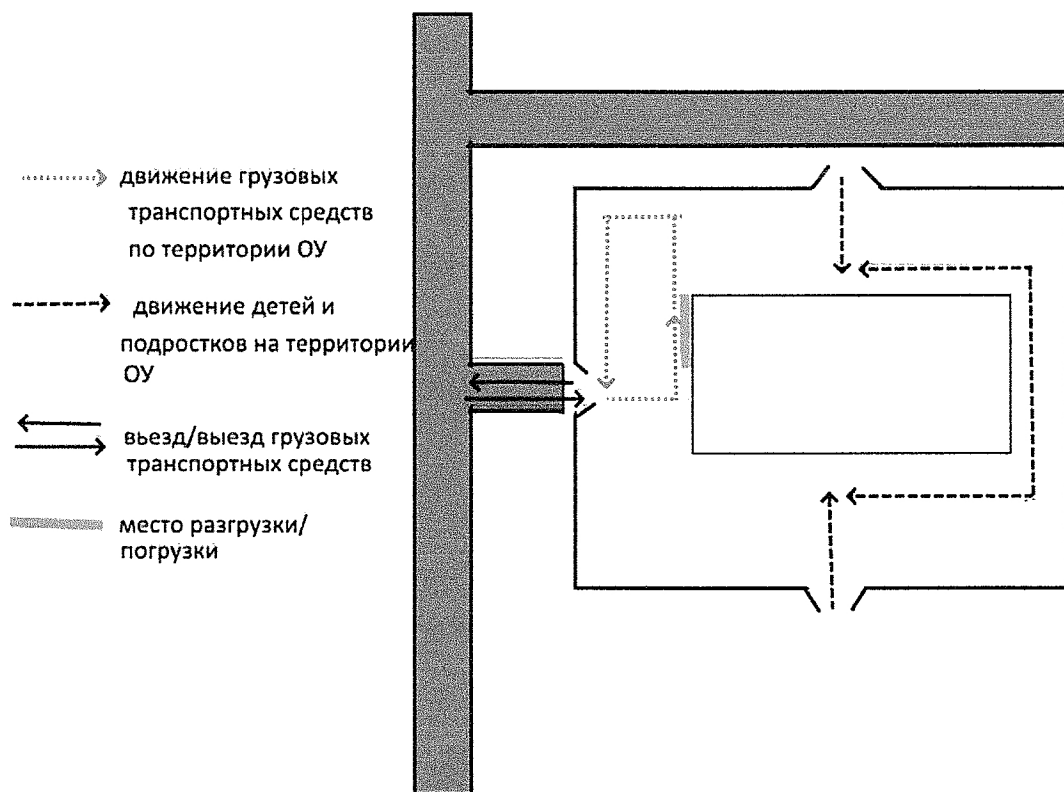 движение грузовых
транспортных средств
по территории ОУ
движение детей и
подростков на территории
ОУ
вьезд/выезд грузовых
транспортных средств
место разгрузки/
погрузки